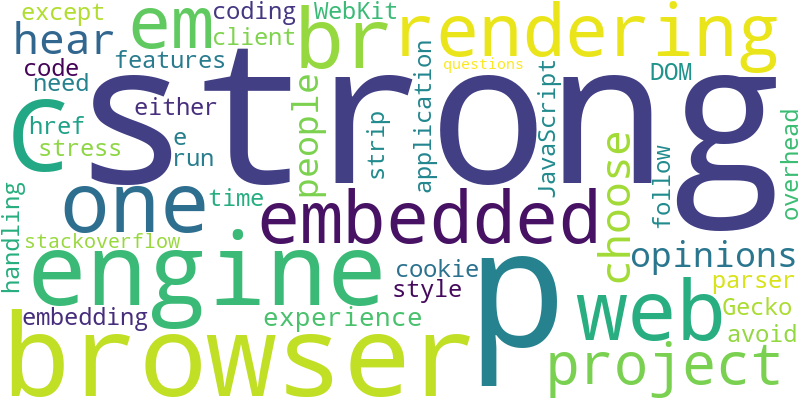 except
coding
WebKit
hear
em
client
br
rendering
code
features
questions
DOM
need
strong
either
people
strip
application
JavaScript
C
href
stress
e
run
overhead
one
time
embedded
choose
follow
handling
stackoverflow
engine
cookie
opinions
style
p
web
parser
Gecko
embedding
experience
avoid
browser
project